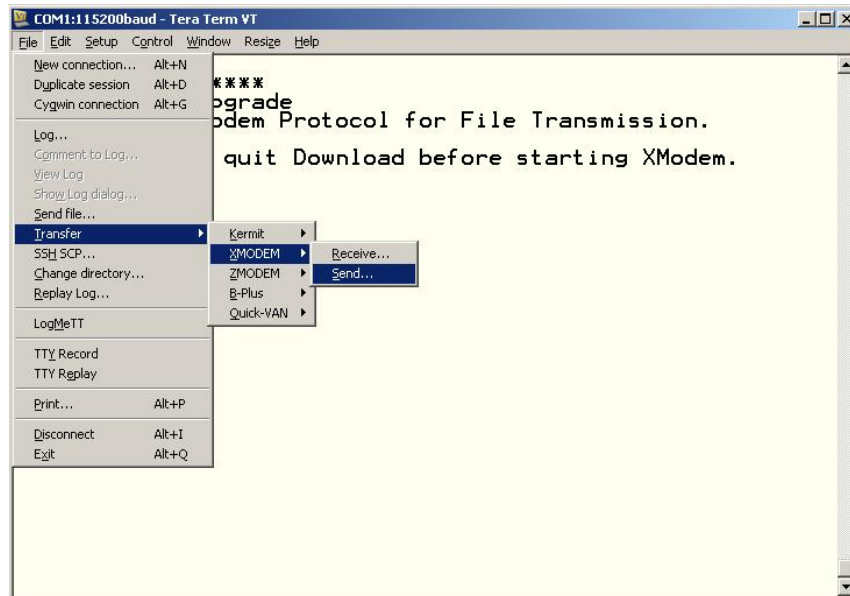 COM1:115200baud - Tera Term VT
File Edit Setup Control Window Resize Help
New connection... Alt+N
Duplicate session Alt+D
Cygwin connection Alt+G
Log...
Comment to Log...
View Log
Show Log dialog...
Send file...
Transfer
SSH SCP...
Change directory...
Replay Log...
LogMeTT
TTY Record
TTY Replay
Print... Alt+P
Disconnect Alt+I
Exit Alt+Q
Kermit
XMODEM
ZMODEM
B-Plus
Quick-VAN
Receive...
Send...
****
pgrade
odem Protocol for File Transmission.
quit Download before starting XModem.